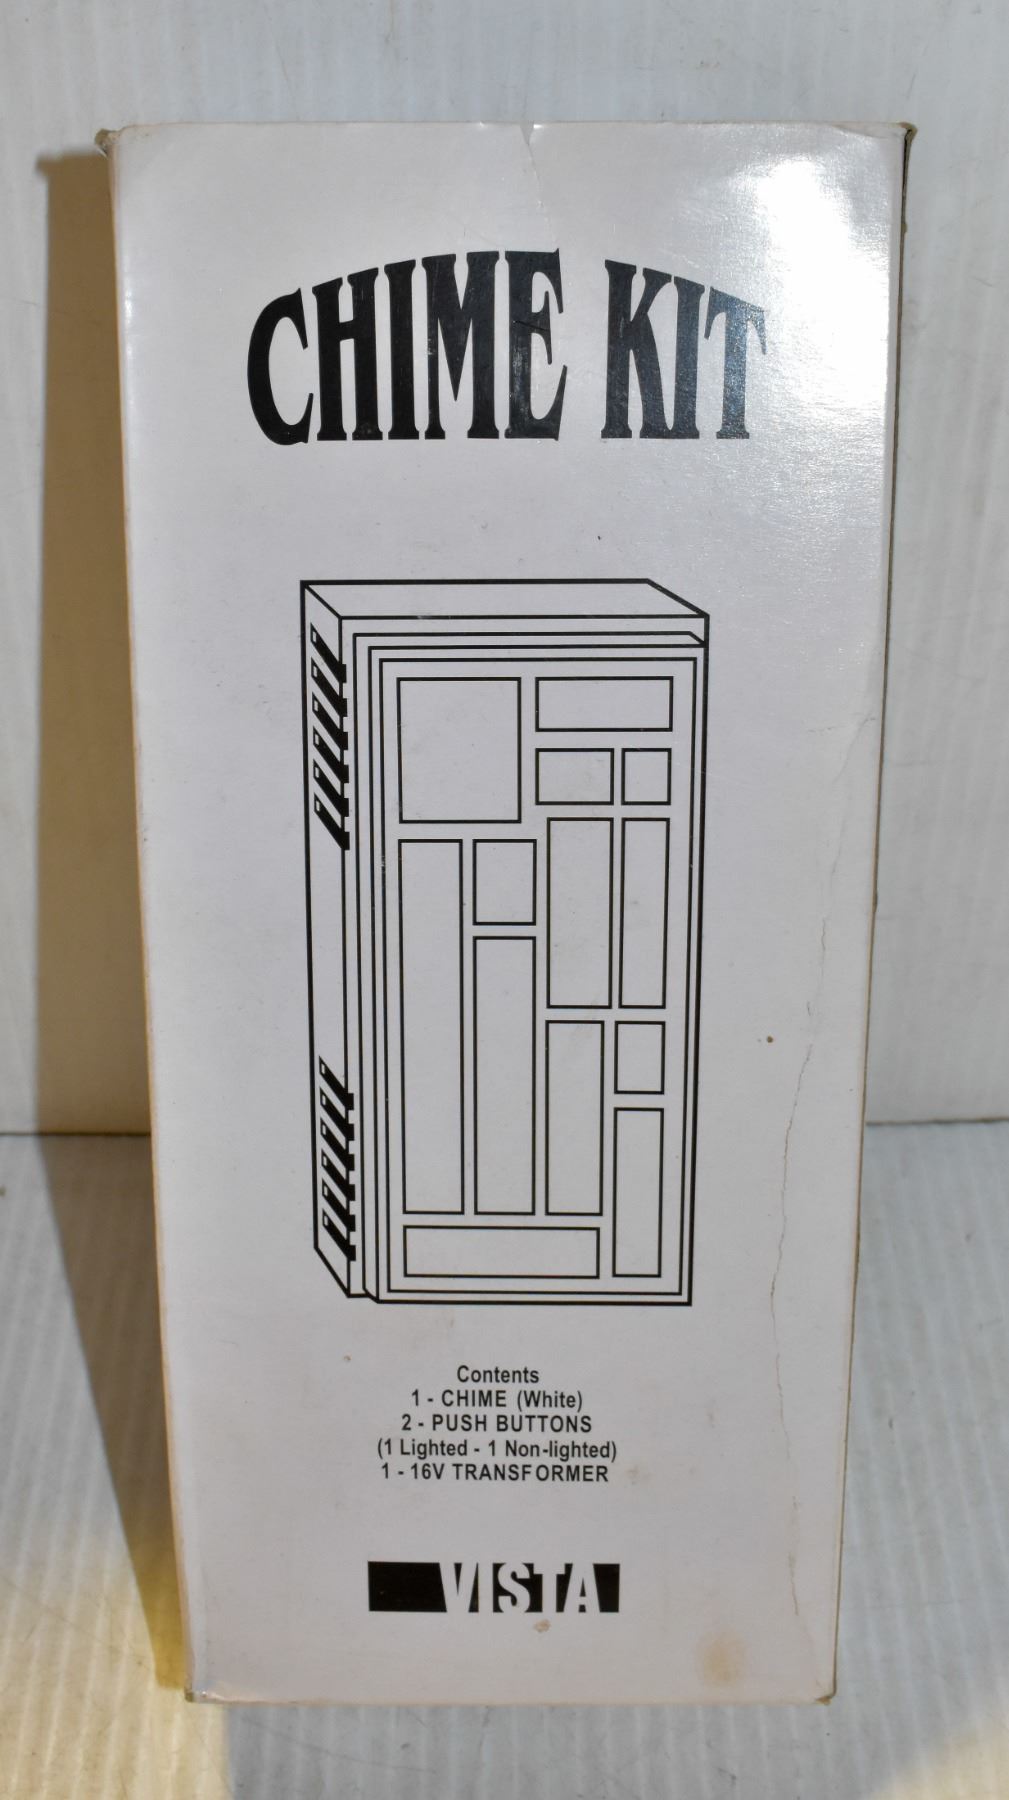 CHIME KIT
Contents
1 - CHIME (White)
2 - PUSH BUTTONS
(1 Lighted - 1 Non-lighted)
1 - 16V TRANSFORMER
VISTA